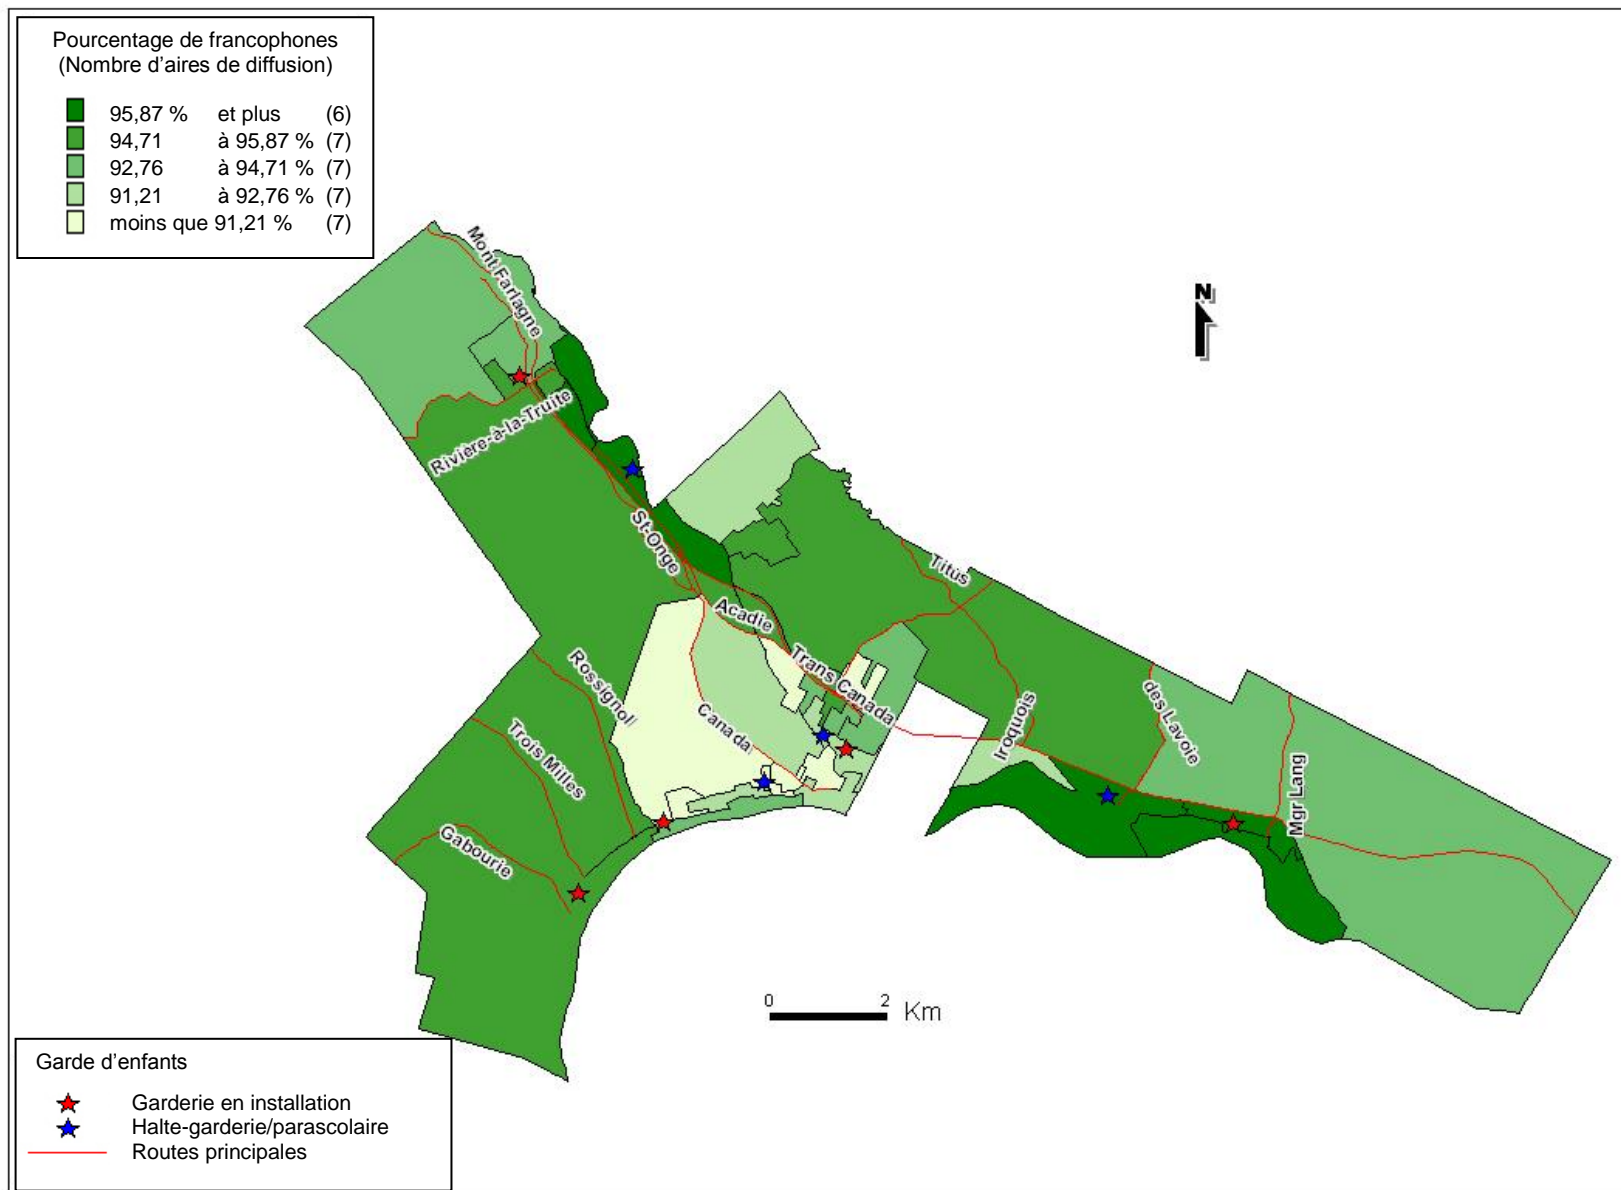 Pourcentage de francophones
(Nombre d'aires de diffusion)
95,87 % et plus (6)
94,71 à 95,87 % (7)
92,76 à 94,71 % (7)
91,21 à 92,76 % (7)
moins que 91,21 % (7)
Mont Farlagne
N
Rivière-à-la-Truite
St-Onge
Titus
Acadie
Trans Canada
Rossignol
Canada
Iroquois
des Lavoie
Trois Milles
Mgr Lang
Gabourie
0 2 Km
Garde d'enfants
Garderie en installation
Halte-garderie/parascolaire
Routes principales